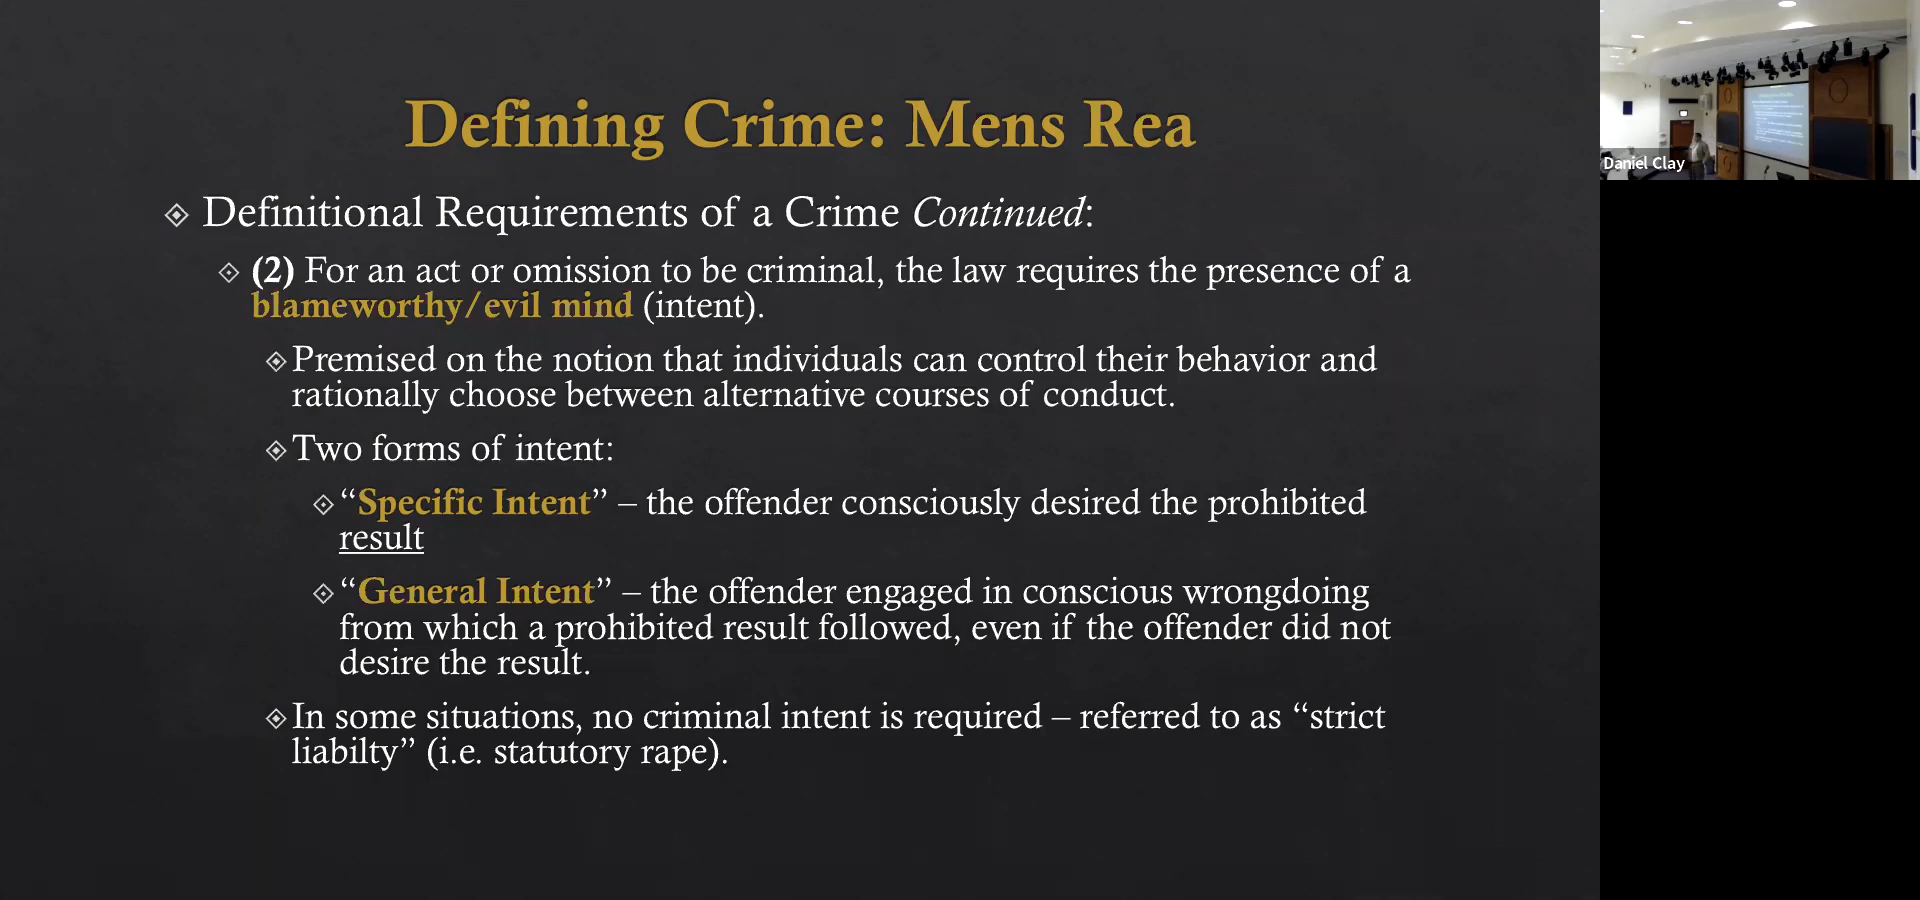 Defining Crime: Mens Rea
Definitional Requirements of a Crime Continued:
(2) For an act or omission to be criminal, the law requires the presence of a
blameworthy/evil mind (intent).
Premised on the notion that individuals can control their behavior and
rationally choose between alternative courses of conduct.
Two forms of intent:
“Specific Intent” – the offender consciously desired the prohibited
result
“General Intent” – the offender engaged in conscious wrongdoing
from which a prohibited result followed, even if the offender did not
desire the result.
In some situations, no criminal intent is required – referred to as “strict
liabilty” (i.e. statutory rape).
Daniel Clay